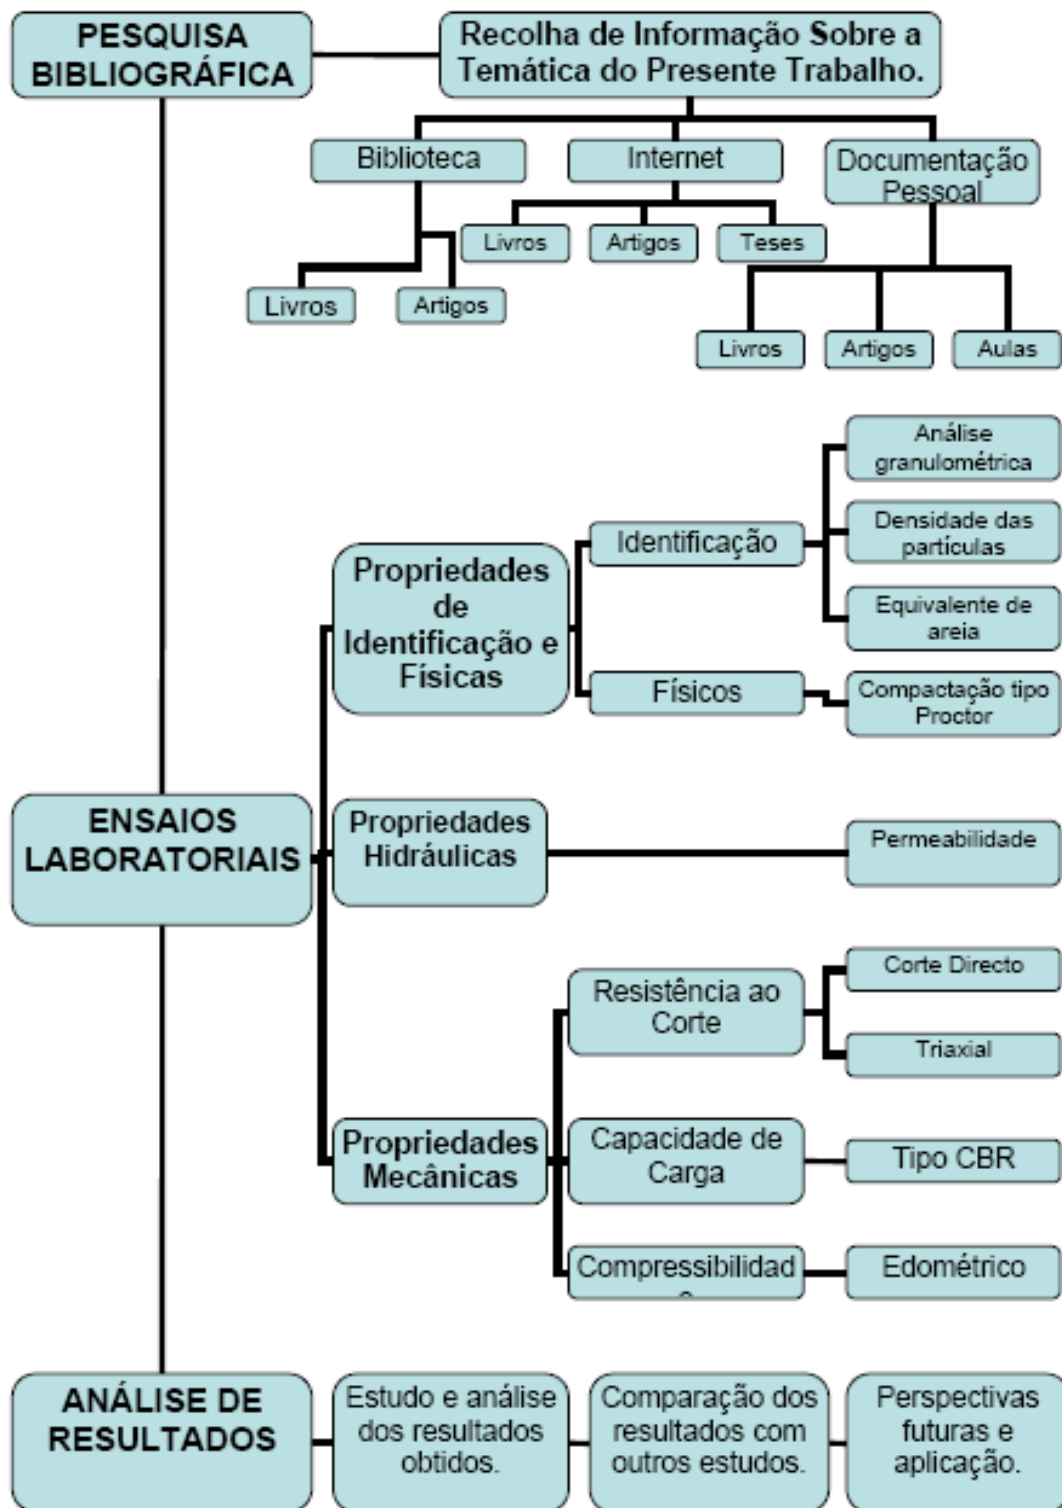 PESQUISA
BIBLIOGRÁFICA
Recolha de Informação Sobre a
Temática do Presente Trabalho.
Biblioteca
Internet
Documentação
Pessoal
Livros
Artigos
Teses
Livros
Artigos
Livros
Artigos
Aulas
Análise
granulométrica
Densidade das
partículas
Equivalente de
areia
Identificação
Propriedades
de
Identificação e
Físicas
Físicos
Compactação tipo
Proctor
ENSAIOS
LABORATORIAIS
Propriedades
Hidráulicas
Permeabilidade
Resistência ao
Corte
Corte Directo
Triaxial
Propriedades
Mecânicas
Capacidade de
Carga
Tipo CBR
Compressibilidad
Edométrico
ANÁLISE DE
RESULTADOS
Estudo e análise
dos resultados
obtidos.
Comparação dos
resultados com
outros estudos.
Perspectivas
futuras e
aplicação.